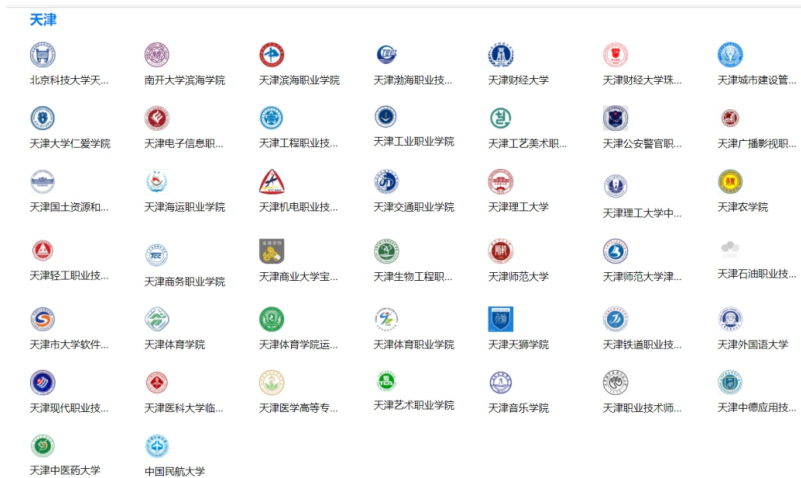 天津
北京科技大学天...
南开大学滨海学院
天津滨海职业学院
天津渤海职业技...
天津财经大学
天津财经大学珠...
天津城市建设管...
天津大学仁爱学院
天津电子信息职...
天津工程职业技...
天津工业职业学院
天津工艺美术职...
天津公安警官职...
天津广播影视职...
天津国土资源和...
天津海运职业学院
天津机电职业技...
天津交通职业学院
天津理工大学
天津理工大学中...
天津农学院
天津轻工职业技...
天津商务职业学院
天津商业大学宝...
天津生物工程职...
天津师范大学
天津师范大学津...
天津石油职业技...
天津市大学软件...
天津体育学院
天津体育学院运...
天津体育职业学院
天津天狮学院
天津铁道职业技...
天津外国语大学
天津现代职业技...
天津医科大学临...
天津医学高等专...
天津艺术职业学院
天津音乐学院
天津职业技术师...
天津中德应用技...
天津中医药大学
中国民航大学